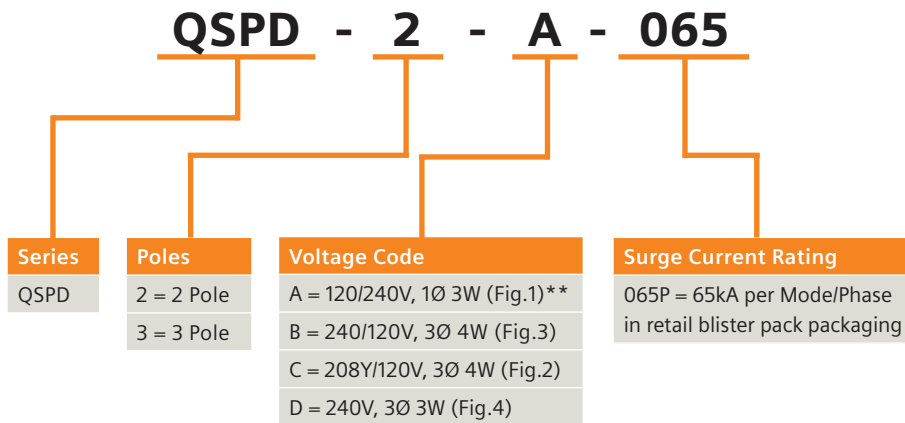 QSPD - 2 - A - 065
Series
QSPD
Poles
2 = 2 Pole
3 = 3 Pole
Voltage Code
A = 120/240V, 1Ø 3W (Fig.1)**
B = 240/120V, 3Ø 4W (Fig.3)
C = 208Y/120V, 3Ø 4W (Fig.2)
D = 240V, 3Ø 3W (Fig.4)
Surge Current Rating
065P = 65kA per Mode/Phase
in retail blister pack packaging